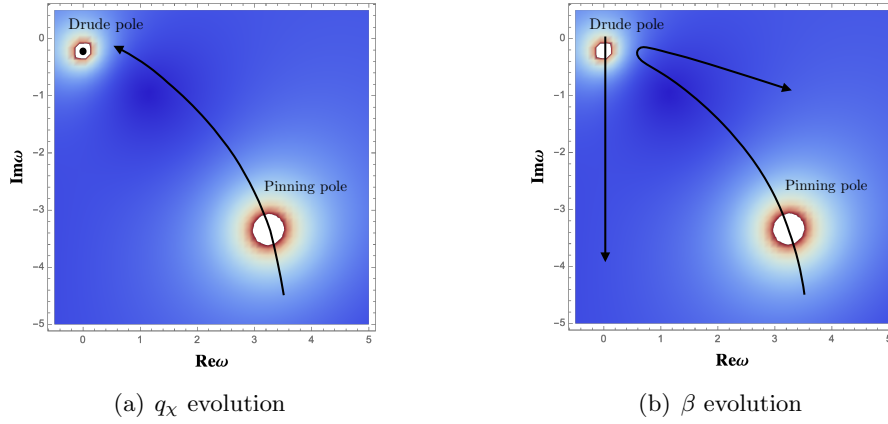 Drude pole
Pinning pole
0
−1
−2
−3
−4
−5
Imω
0
1
2
3
4
5
Reω
(a) qχ evolution
Drude pole
Pinning pole
0
−1
−2
−3
−4
−5
Imω
0
1
2
3
4
5
Reω
(b) β evolution